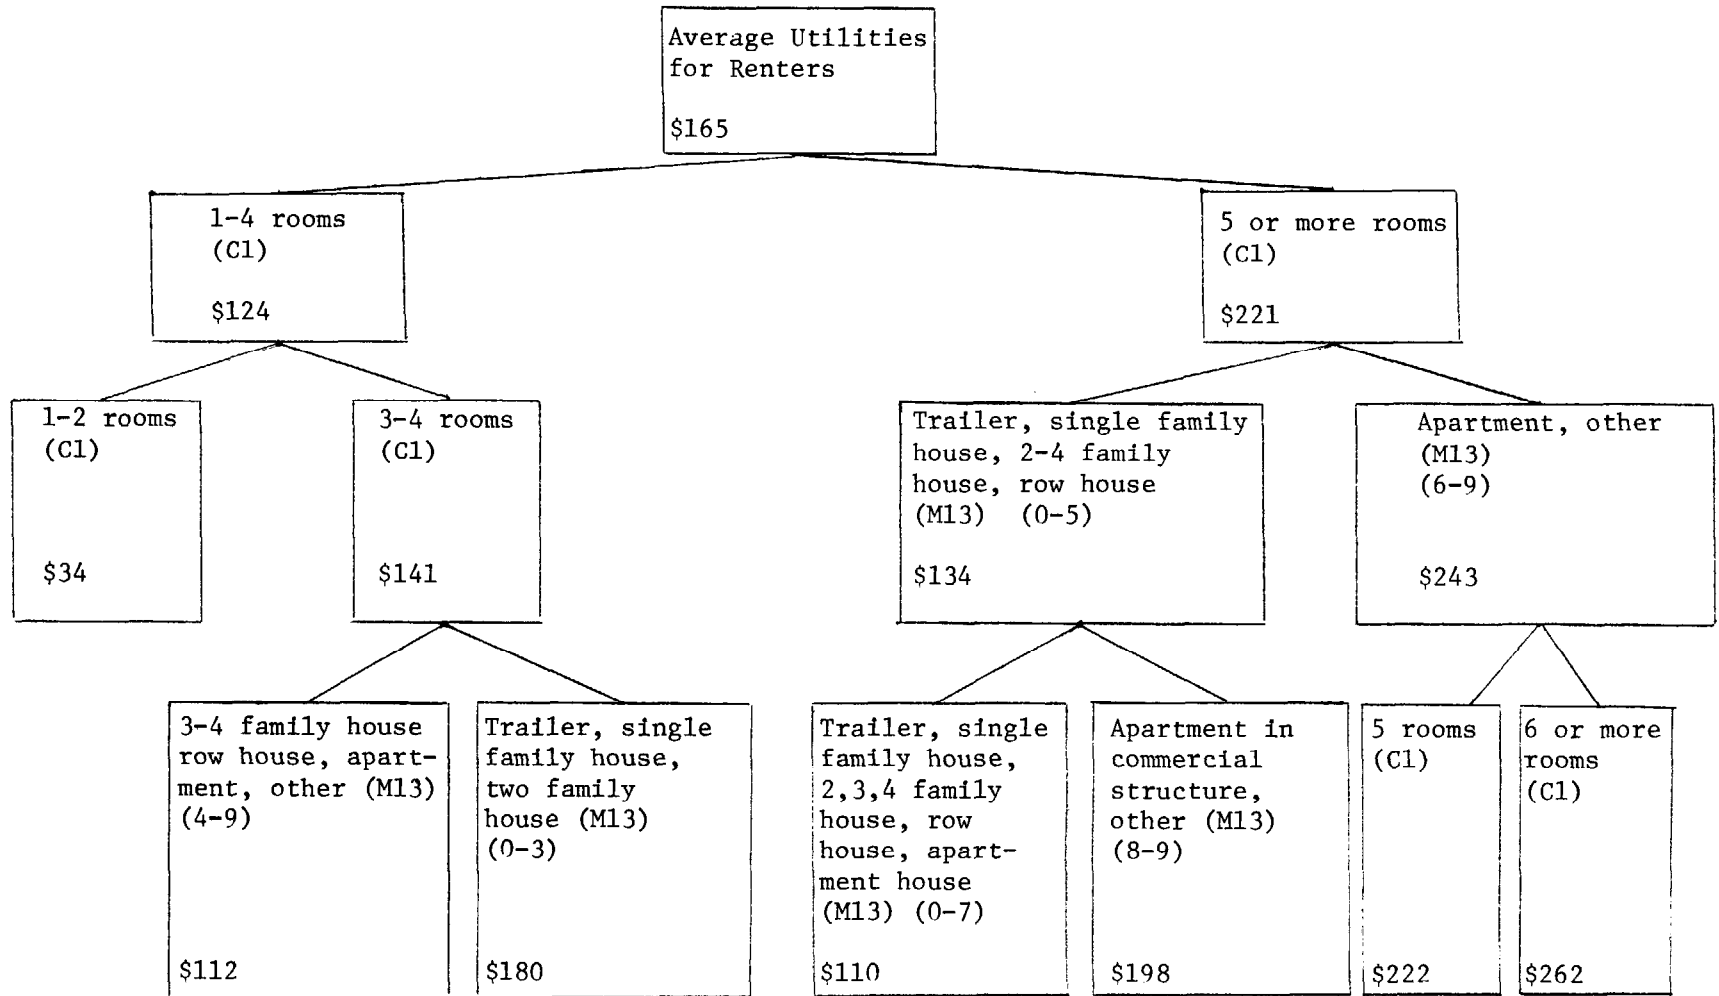 Average Utilities
for Renters
$165
1-4 rooms
(C1)
$124
5 or more rooms
(C1)
$221
1-2 rooms
(C1)
$34
3-4 rooms
(C1)
$141
Trailer, single family
house, 2-4 family
house, row house
(M13) (0-5)
$134
Apartment, other
(M13)
(6-9)
$243
3-4 family house
row house, apart-
ment, other (M13)
(4-9)
$112
Trailer, single
family house,
two family
house (M13)
(0-3)
$180
Trailer, single
family house,
2,3,4 family
house, row
house, apart-
ment house
(M13) (0-7)
$110
Apartment in
commercial
structure,
other (M13)
(8-9)
$198
5 rooms
(C1)
$222
6 or more
rooms
(C1)
$262